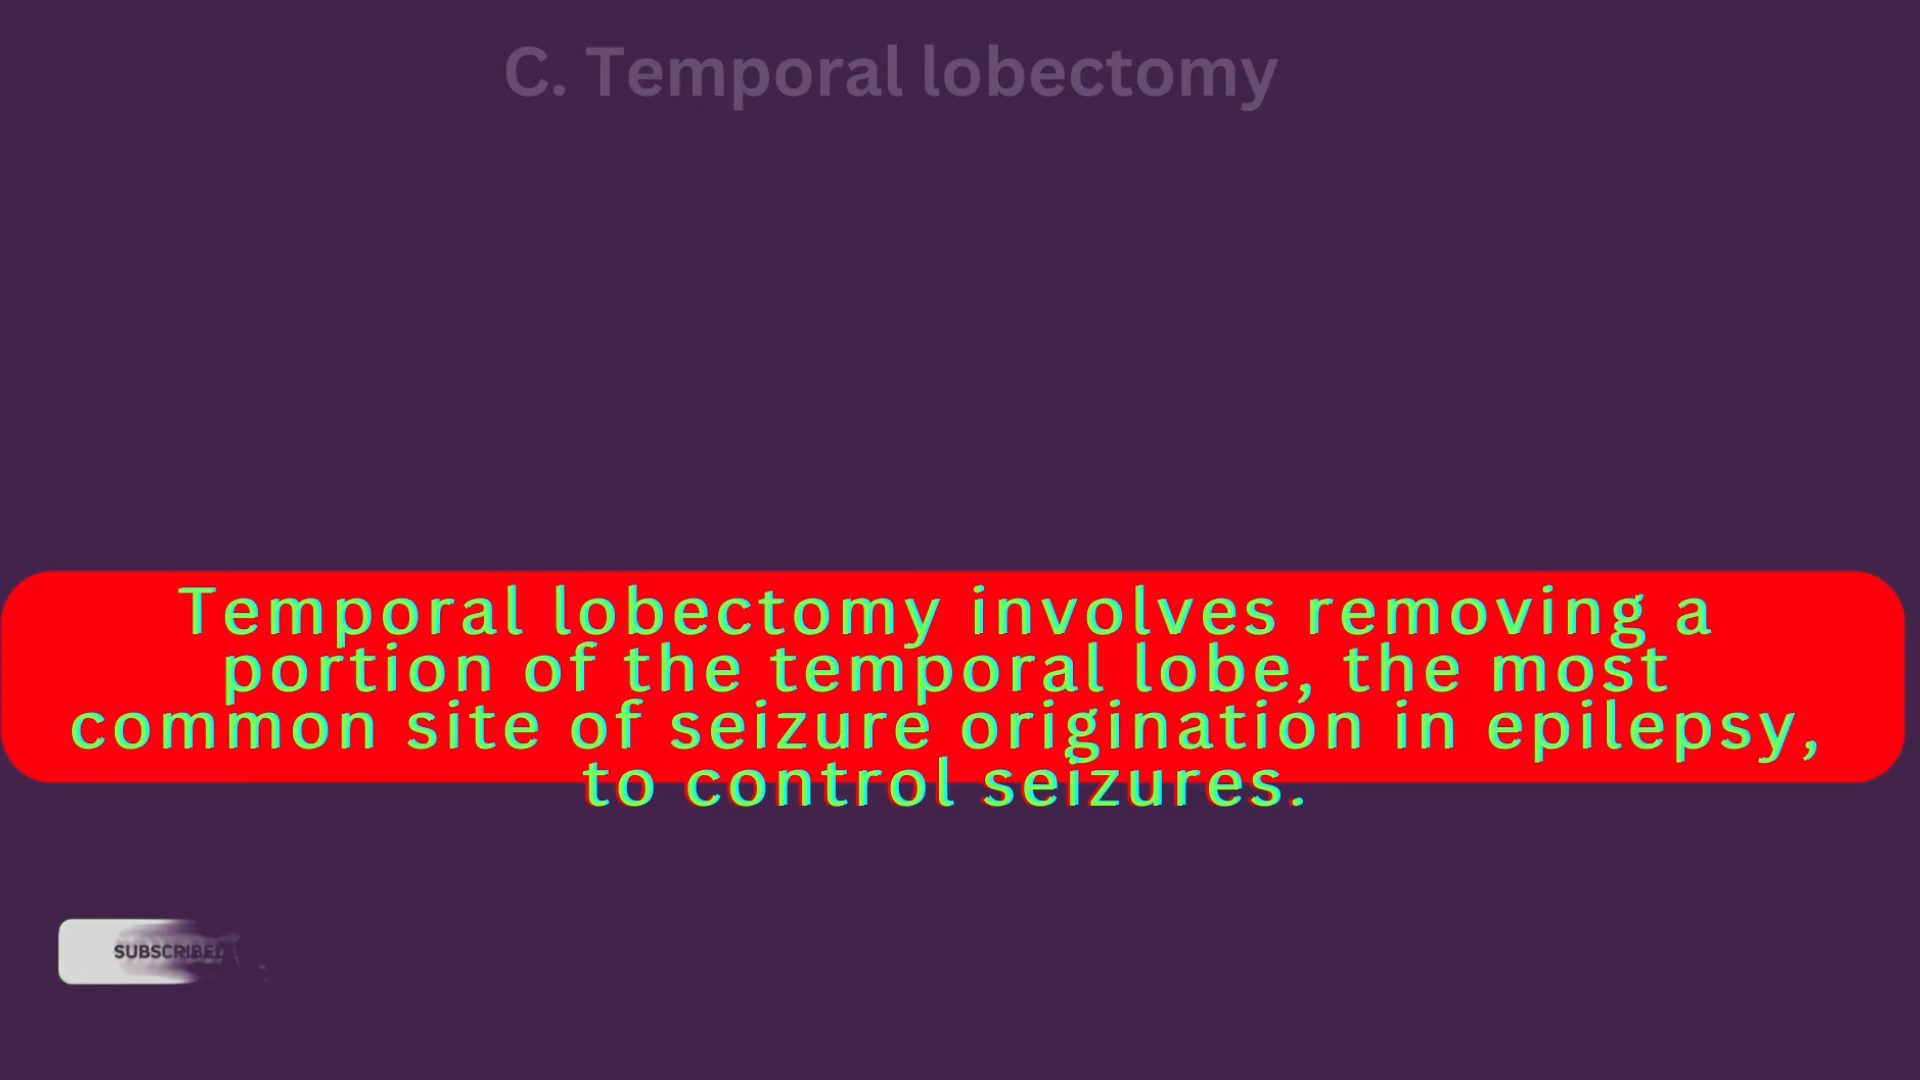 C. Temporal lobectomy
Temporal lobectomy involves removing a
portion of the temporal lobe, the most
common site of seizure origination in epilepsy,
to control seizures.
SUBSCRIBED